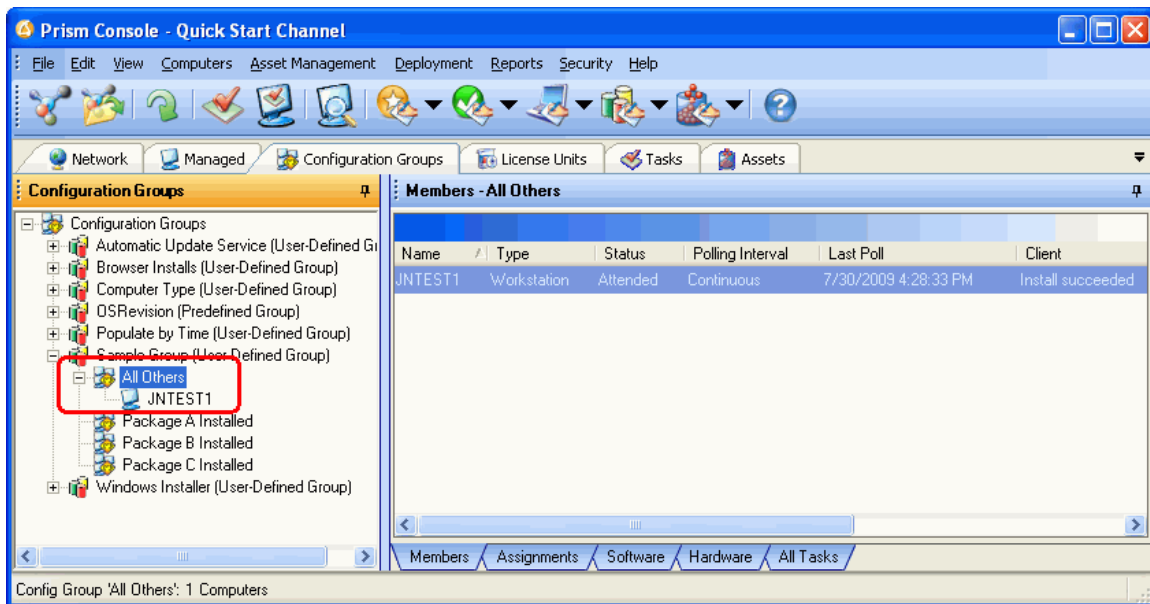 Prism Console - Quick Start Channel
File Edit View Computers Asset Management Deployment Reports Security Help
Network Managed Configuration Groups License Units Tasks Assets
Configuration Groups
Members - All Others
Configuration Groups
Automatic Update Service (User-Defined Gr
Browser Installs (User-Defined Group)
Computer Type (User-Defined Group)
OSRevision (Predefined Group)
Populate by Time (User-Defined Group)
Sample Group (User Defined Group)
All Others
JNTEST1
Package A Installed
Package B Installed
Package C Installed
Windows Installer (User-Defined Group)
Name Type Status Polling Interval Last Poll Client
JNTEST1 Workstation Attended Continuous 7/30/2009 4:28:33 PM Install succeeded
Members Assignments Software Hardware All Tasks
Config Group 'All Others': 1 Computers